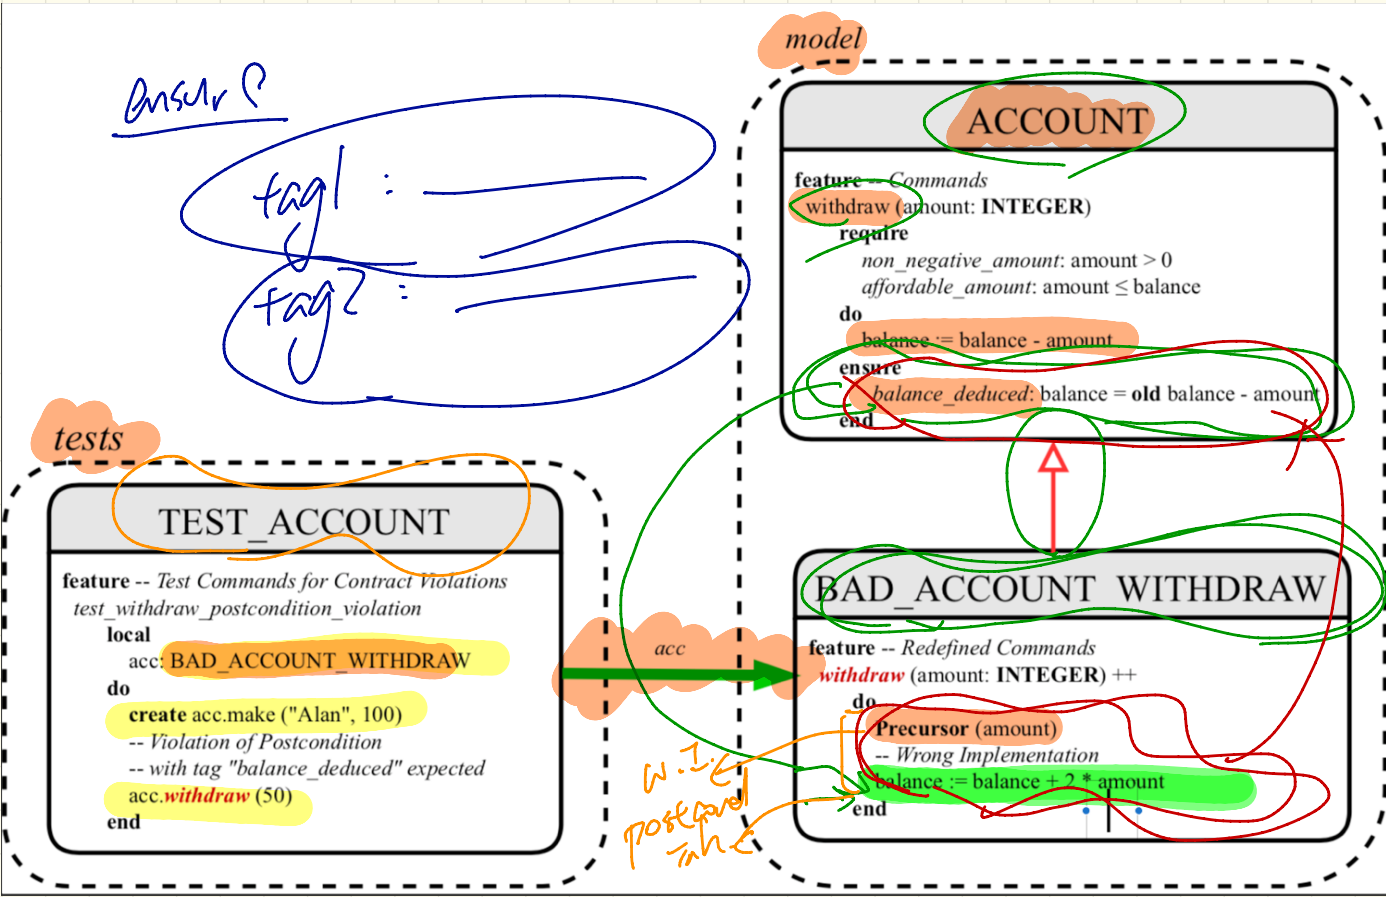 ensure
tag1 :
tag2 :
model
ACCOUNT
feature -- Commands
withdraw (amount: INTEGER)
require
non_negative_amount: amount > 0
affordable_amount: amount ≤ balance
do
balance := balance - amount
ensure
balance_deduced: balance = old balance - amount
end
tests
TEST_ACCOUNT
feature -- Test Commands for Contract Violations
test_withdraw_postcondition_violation
local
acc: BAD_ACCOUNT_WITHDRAW
do
create acc.make ("Alan", 100)
-- Violation of Postcondition
-- with tag "balance_deduced" expected
acc.withdraw (50)
end
acc
BAD_ACCOUNT_WITHDRAW
feature -- Redefined Commands
withdraw (amount: INTEGER) ++
do
Precursor (amount)
-- Wrong Implementation
balance := balance + 2 * amount
end
W.I.
postcond